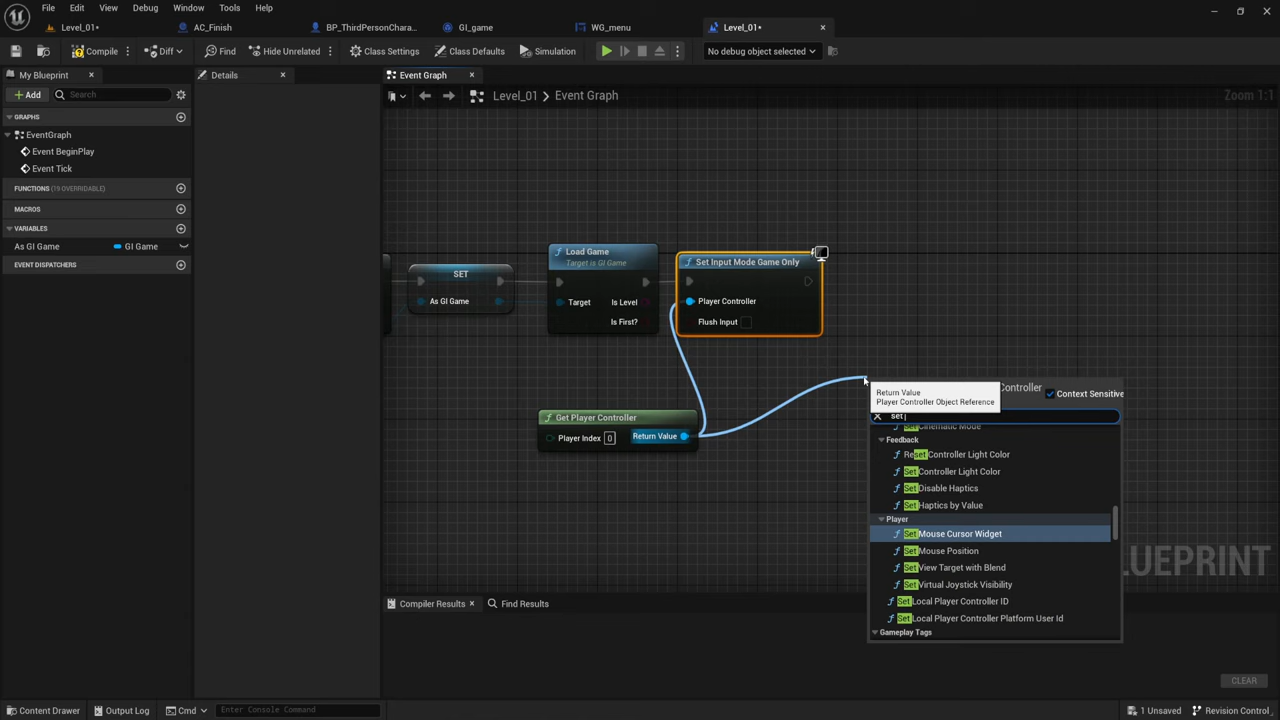 File Edit View Debug Window Tools Help
Level_01* AC_Finish BP_ThirdPersonChara... GI_game WG_menu Level_01*
Compile Diff Find Hide Unrelated Class Settings Class Defaults Simulation No debug object selected
My Blueprint Details Event Graph
Add Search Level_01 > Event Graph Zoom 1:1
GRAPHS
EventGraph
Event BeginPlay
Event Tick
FUNCTIONS (19 OVERRIDABLE)
MACROS
VARIABLES
As GI Game GI Game
EVENT DISPATCHERS
SET
As GI Game
Load Game
Target is GI Game
Target Is Level
Is First?
Set Input Mode Game Only
Player Controller
Flush Input
Get Player Controller
Player Index 0 Return Value
Return Value
Player Controller Object Reference
Controller
Context Sensitive
set
Set Cinematic Mode
Feedback
Reset Controller Light Color
Set Controller Light Color
Set Disable Haptics
Set Haptics by Value
Player
Set Mouse Cursor Widget
Set Mouse Position
Set View Target with Blend
Set Virtual Joystick Visibility
Set Local Player Controller ID
Set Local Player Controller Platform User Id
Gameplay Tags
LUEPRINT
Compiler Results Find Results
CLEAR
Content Drawer Output Log Cmd Enter Console Command 1 Unsaved Revision Control